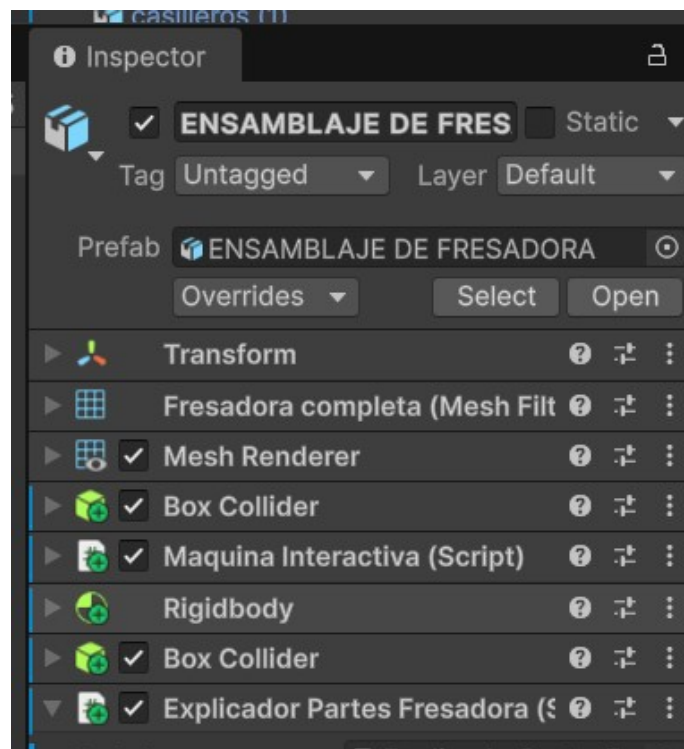 casilleros (1)
Inspector
ENSAMBLAJE DE FRES Static
Tag Untagged Layer Default
Prefab ENSAMBLAJE DE FRESADORA
Overrides Select Open
Transform
Fresadora completa (Mesh Filt
Mesh Renderer
Box Collider
Maquina Interactiva (Script)
Rigidbody
Box Collider
Explicador Partes Fresadora (S